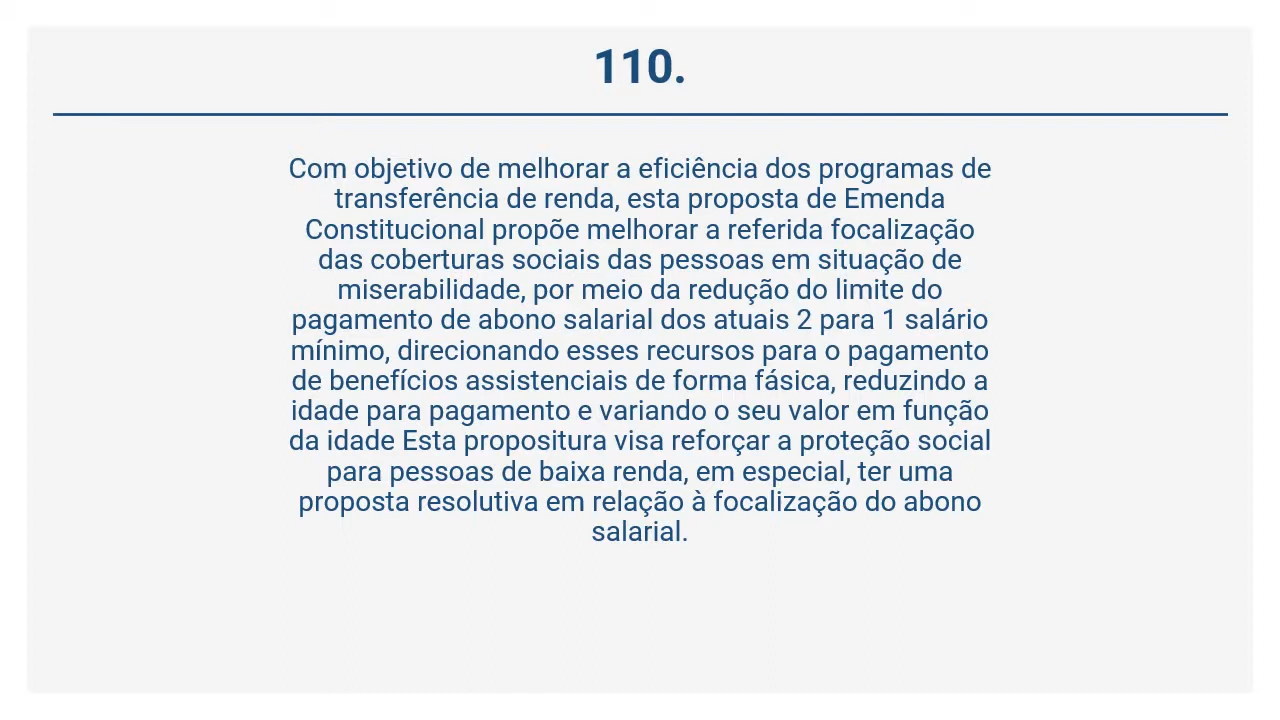 110.
Com objetivo de melhorar a eficiência dos programas de
transferência de renda, esta proposta de Emenda
Constitucional propõe melhorar a referida focalização
das coberturas sociais das pessoas em situação de
miserabilidade, por meio da redução do limite do
pagamento de abono salarial dos atuais 2 para 1 salário
mínimo, direcionando esses recursos para o pagamento
de benefícios assistenciais de forma fásica, reduzindo a
idade para pagamento e variando o seu valor em função
da idade Esta propositura visa reforçar a proteção social
para pessoas de baixa renda, em especial, ter uma
proposta resolutiva em relação à focalização do abono
salarial.